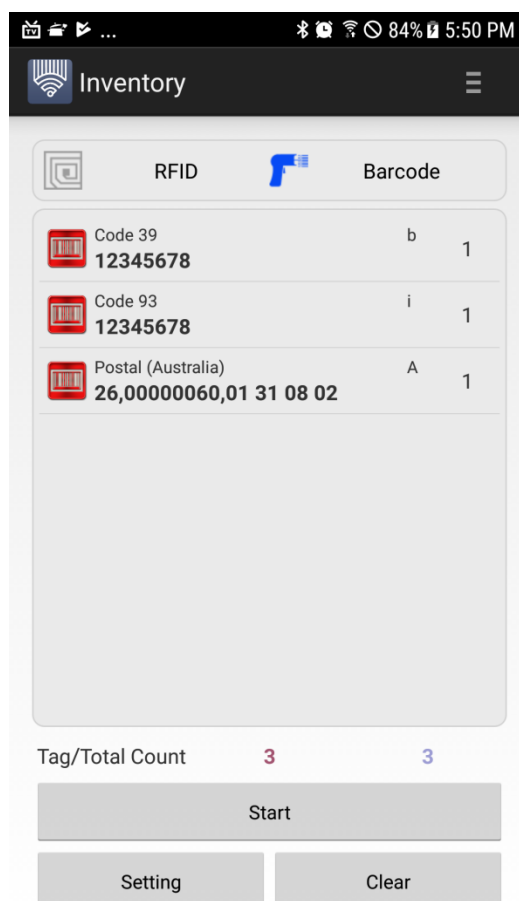 ... 84% 5:50 PM
Inventory
RFID Barcode
Code 39 b
12345678 1
Code 93 i
12345678 1
Postal (Australia) A
26,00000060,01 31 08 02 1
Tag/Total Count 3 3
Start
Setting Clear